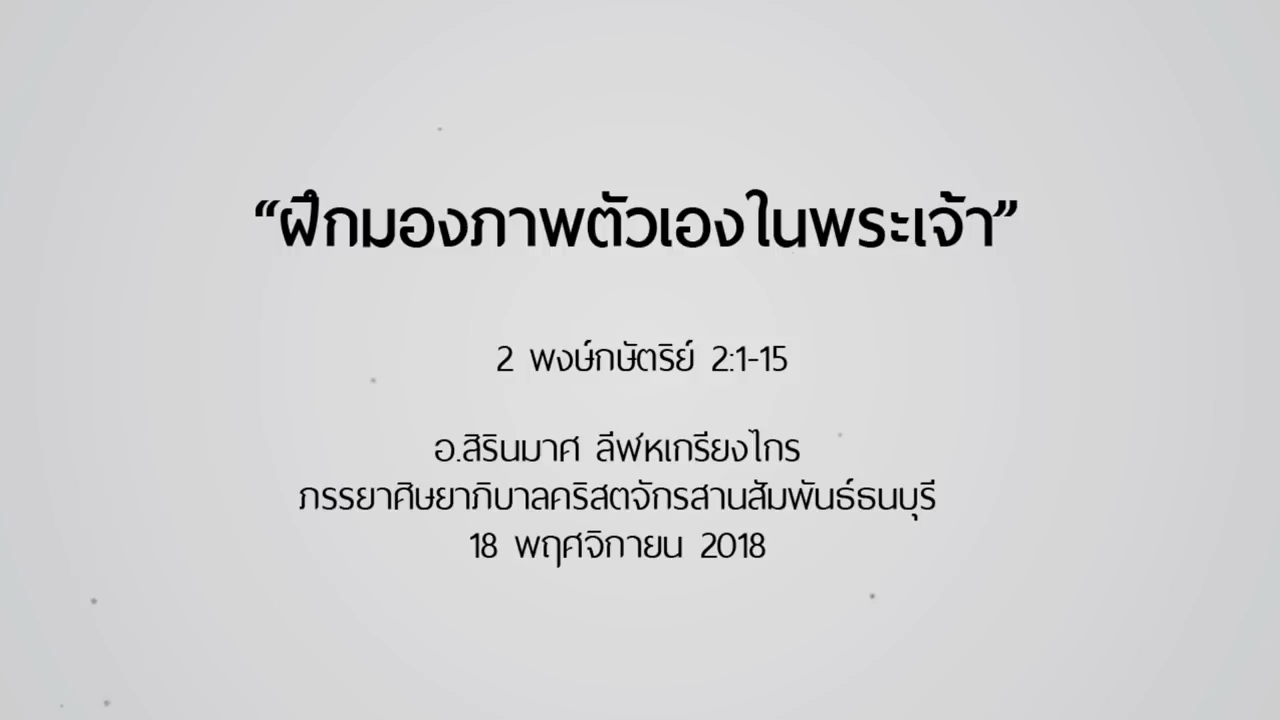 “ฝึกมองภาพตัวเองในพระเจ้า”
2 พงษ์กษัตริย์ 2:1-15
อ.สิรินมาศ ลีฬหเกรียงไกร
ภรรยาศิษยาภิบาลคริสตจักรสานสัมพันธ์ธนบุรี
18 พฤศจิกายน 2018